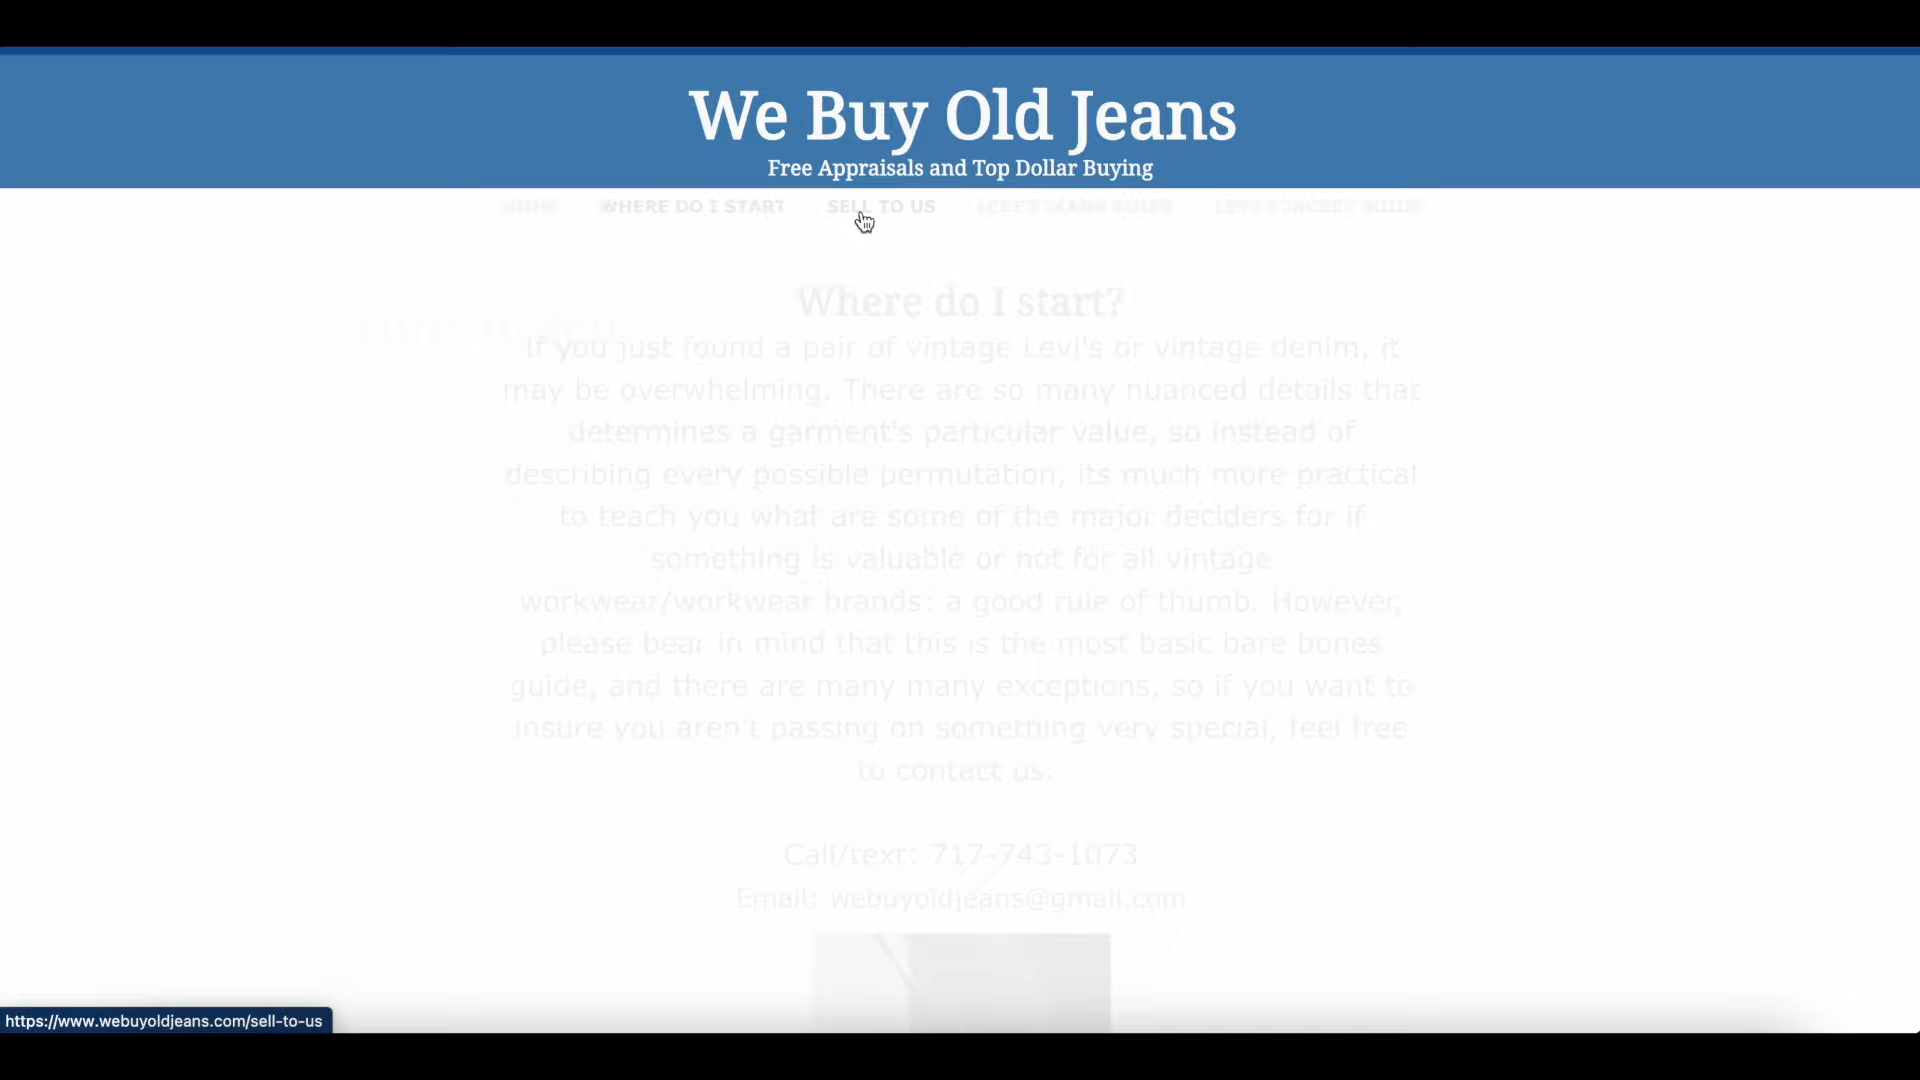 We Buy Old Jeans
Free Appraisals and Top Dollar Buying
WHERE DO I START SELL TO US LEVI'S JEANS GUIDE LEVI'S JACKET GUIDE
Where do I start?
If you just found a pair of vintage Levi's or vintage denim, it
may be overwhelming. There are so many nuanced details that
determines a garment's particular value, so instead of
describing every possible permutation, its much more practical
to teach you what are some of the major deciders for if
something is valuable or not for all vintage
workwear/workwear brands: a good rule of thumb. However,
please bear in mind that this is the most basic bare bones
guide, and there are many many exceptions, so if you want to
insure you aren't passing on something very special, feel free
to contact us.
Call/text: 717-743-1073
Email: webuyoldjeans@gmail.com
https://www.webuyoldjeans.com/sell-to-us